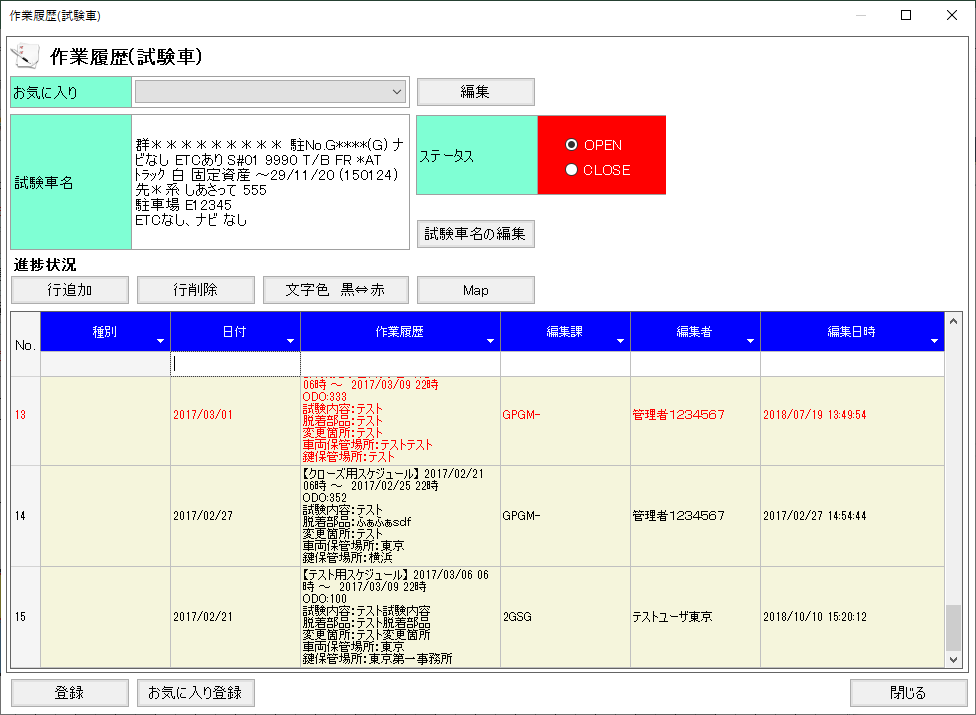 作業履歴(試験車)
作業履歴(試験車)
お気に入り
編集
試験車名
群＊＊＊＊＊＊＊＊＊ 駐No.G****(G) ナ
ビなし ETCあり S#01 9990 T/B FR *AT
トラック 白 固定資産 ～29/11/20 (150124)
先＊系 しあさって 555
駐車場 E12345
ETCなし、ナビ なし
ステータス
OPEN
CLOSE
試験車名の編集
進捗状況
行追加
行削除
文字色 黒⇔赤
Map
No.
種別
日付
作業履歴
編集課
編集者
編集日時
13
2017/03/01
06時 ～ 2017/03/09 22時
ODO:333
試験内容:テスト
脱着部品:テスト
変更箇所:テスト
車両保管場所:テストテスト
鍵保管場所:テスト
GPGM-
管理者1234567
2018/07/19 13:49:54
14
2017/02/27
【クローズ用スケジュール】 2017/02/21
06時 ～ 2017/02/25 22時
ODO:352
試験内容:テスト
脱着部品:ふぁふぁsdf
変更箇所:テスト
車両保管場所:東京
鍵保管場所:横浜
GPGM-
管理者1234567
2017/02/27 14:54:44
15
2017/02/21
【テスト用スケジュール】 2017/03/06 06
時 ～ 2017/03/09 22時
ODO:100
試験内容:テスト試験内容
脱着部品:テスト脱着部品
変更箇所:テスト変更箇所
車両保管場所:東京
鍵保管場所:東京第一事務所
2GSG
テストユーザ東京
2018/10/10 15:20:12
登録
お気に入り登録
閉じる